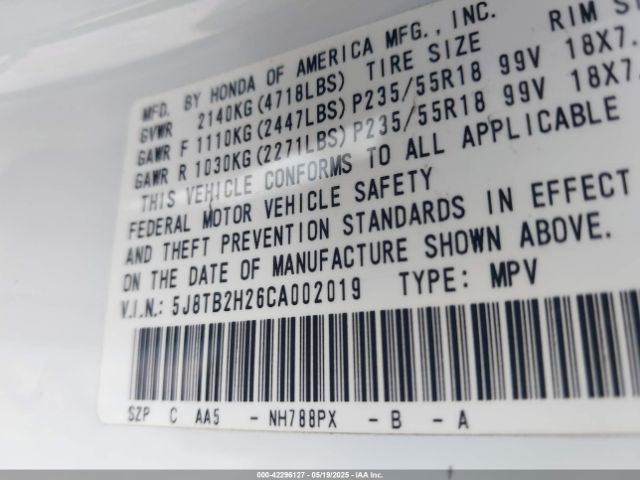 MFD. BY HONDA OF AMERICA MFG., INC.
TIRE SIZE RIM
GVWR 2140KG(4718LBS)
GAWR F 1110KG(2447LBS) P235/55R18 99V 18X7.
GAWR R 1030KG(2271LBS) P235/55R18 99V 18X7.
THIS VEHICLE CONFORMS TO ALL APPLICABLE
FEDERAL MOTOR VEHICLE SAFETY
AND THEFT PREVENTION STANDARDS IN EFFECT
ON THE DATE OF MANUFACTURE SHOWN ABOVE.
V.I.N.: 5J8TB2H26CA002019 TYPE: MPV
SZP C AA5 - NH788PX - B - A
000-42296127 - 05/19/2025 - IAAI Inc.